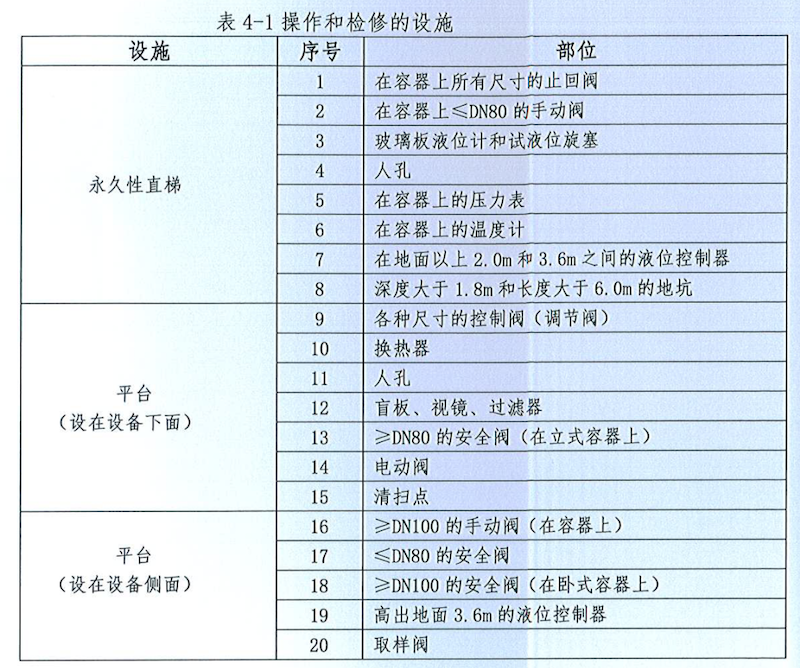 表 4-1 操作和检修的设施
设施 序号 部位
永久性直梯
1 在容器上所有尺寸的止回阀
2 在容器上≤DN80 的手动阀
3 玻璃板液位计和试液位旋塞
4 人孔
5 在容器上的压力表
6 在容器上的温度计
7 在地面以上 2.0m 和 3.6m 之间的液位控制器
8 深度大于 1.8m 和长度大于 6.0m 的地坑
平台
（设在设备下面）
9 各种尺寸的控制阀（调节阀）
10 换热器
11 人孔
12 盲板、视镜、过滤器
13 ≥DN80 的安全阀（在立式容器上）
14 电动阀
15 清扫点
平台
（设在设备侧面）
16 ≥DN100 的手动阀（在容器上）
17 ≤DN80 的安全阀
18 ≥DN100 的安全阀（在卧式容器上）
19 高出地面 3.6m 的液位控制器
20 取样阀